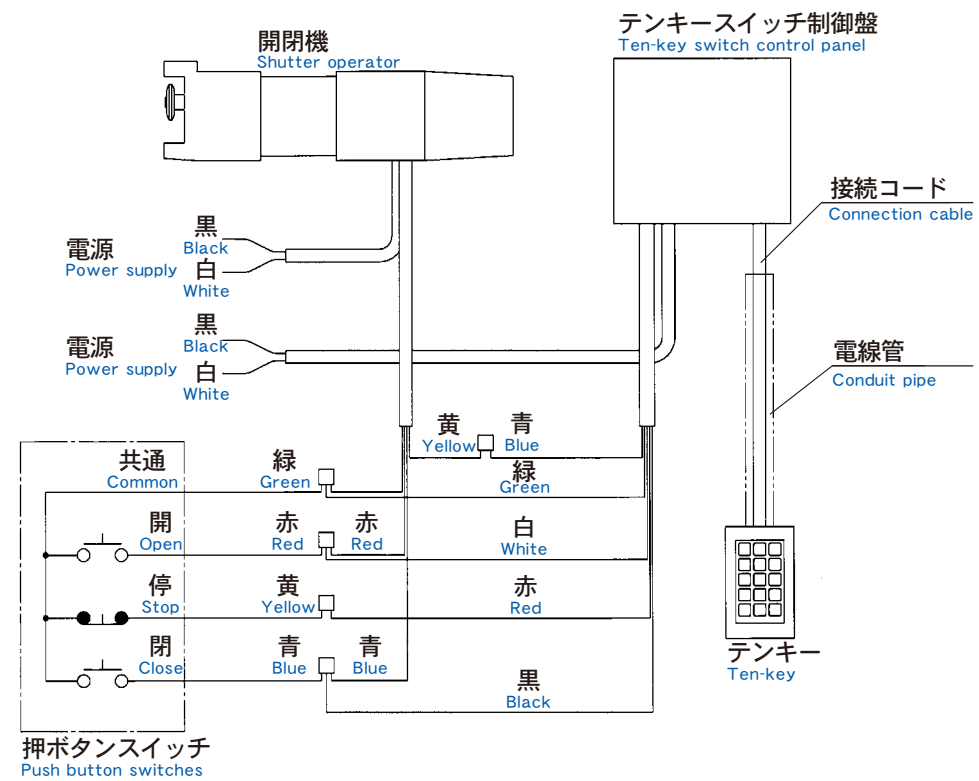 テンキースイッチ制御盤
Ten-key switch control panel
開閉機
Shutter operator
接続コード
Connection cable
黒
Black
電源
Power supply
白
White
黒
Black
電源
Power supply
白
White
電線管
Conduit pipe
黄
Yellow
青
Blue
共通
Common
緑
Green
緑
Green
開
Open
赤
Red
赤
Red
白
White
停
Stop
黄
Yellow
赤
Red
閉
Close
青
Blue
青
Blue
黒
Black
テンキー
Ten-key
押ボタンスイッチ
Push button switches